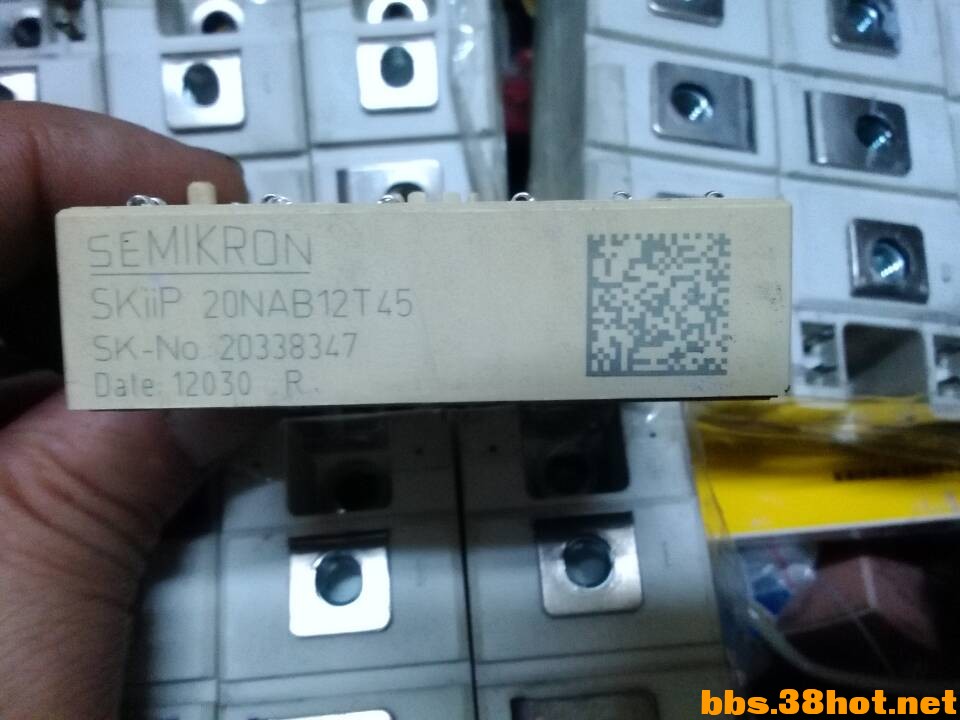 SEMIKRON
SKiiP 20NAB12T45
SK-No. 20338347
Date: 12030 R
bbs.38hot.net